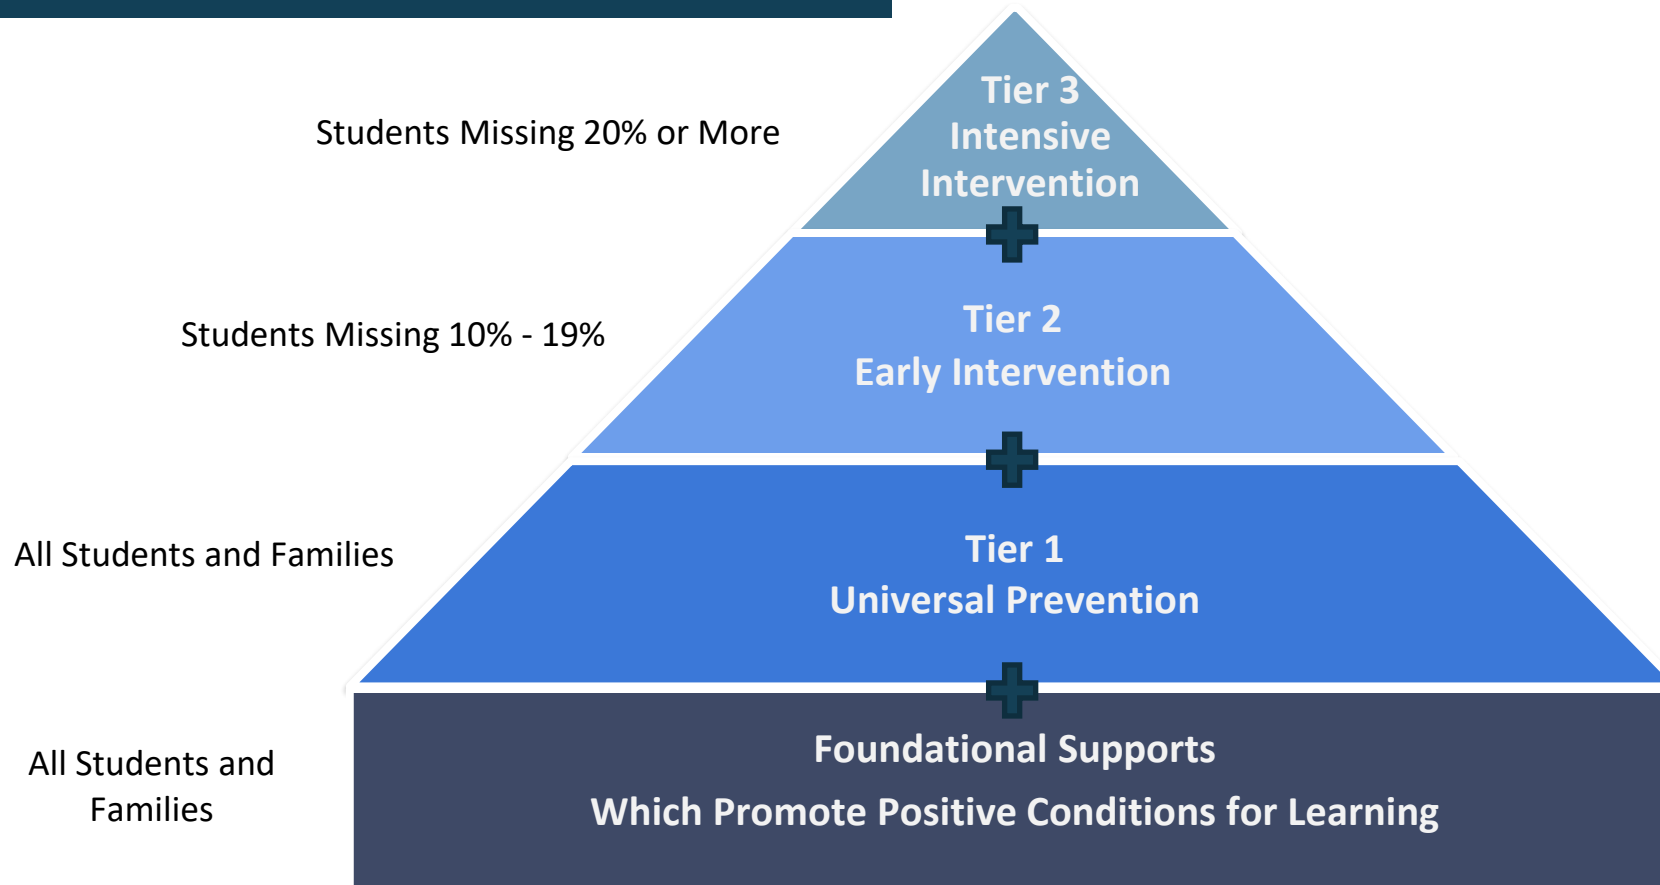 Tier 3
Intensive
Intervention
Students Missing 20% or More
Tier 2
Early Intervention
Students Missing 10% - 19%
Tier 1
Universal Prevention
All Students and Families
Foundational Supports
Which Promote Positive Conditions for Learning
All Students and
Families